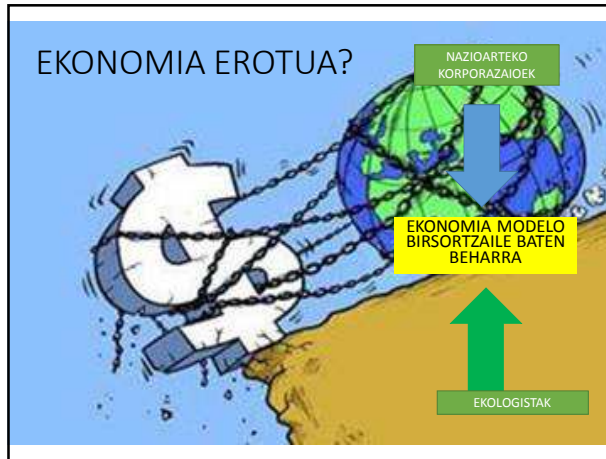 EKONOMIA EROTUA?
NAZIOARTEKO
KORPORAZAIOEK
EKONOMIA MODELO
BIRSORTZAILE BATEN
BEHARRA
EKOLOGISTAK